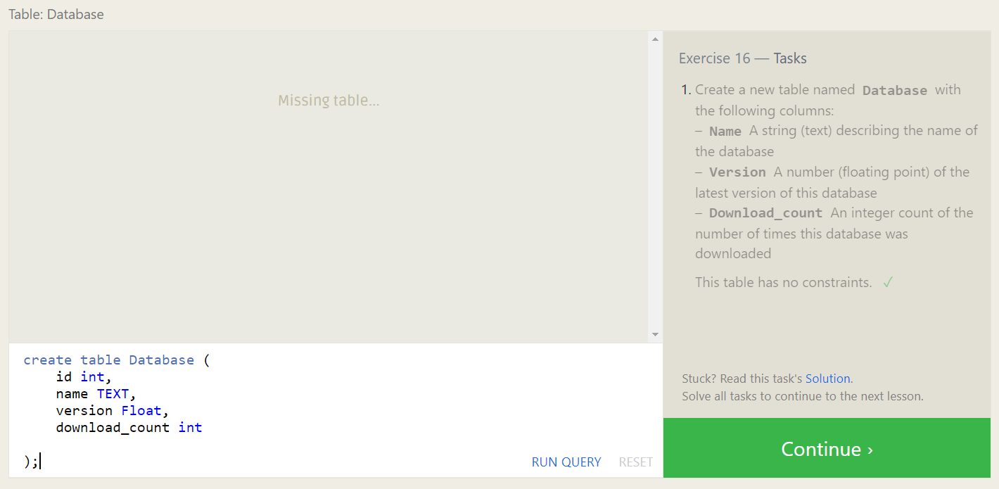 Table: Database
Missing table...
create table Database (
id int,
name TEXT,
version Float,
download_count int
);
RUN QUERY
RESET
Exercise 16 — Tasks
1. Create a new table named Database with
the following columns:
– Name A string (text) describing the name of
the database
– Version A number (floating point) of the
latest version of this database
– Download_count An integer count of the
number of times this database was
downloaded
This table has no constraints. ✓
Stuck? Read this task's Solution.
Solve all tasks to continue to the next lesson.
Continue ›